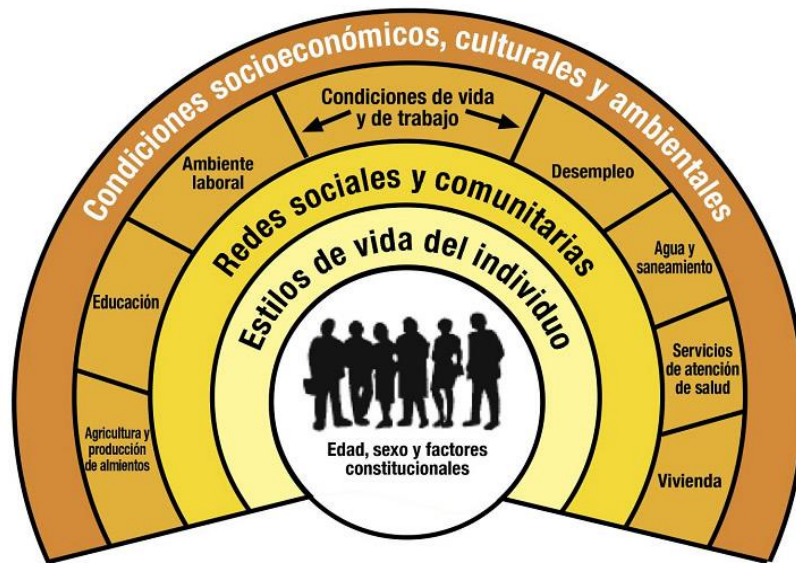 Condiciones socioeconómicos, culturales y ambientales
Condiciones de vida
y de trabajo
Ambiente
laboral
Desempleo
Educación
Agua y
saneamiento
Agricultura y
producción
de almientos
Servicios
de atención
de salud
Vivienda
Redes sociales y comunitarias
Estilos de vida del individuo
Edad, sexo y factores
constitucionales